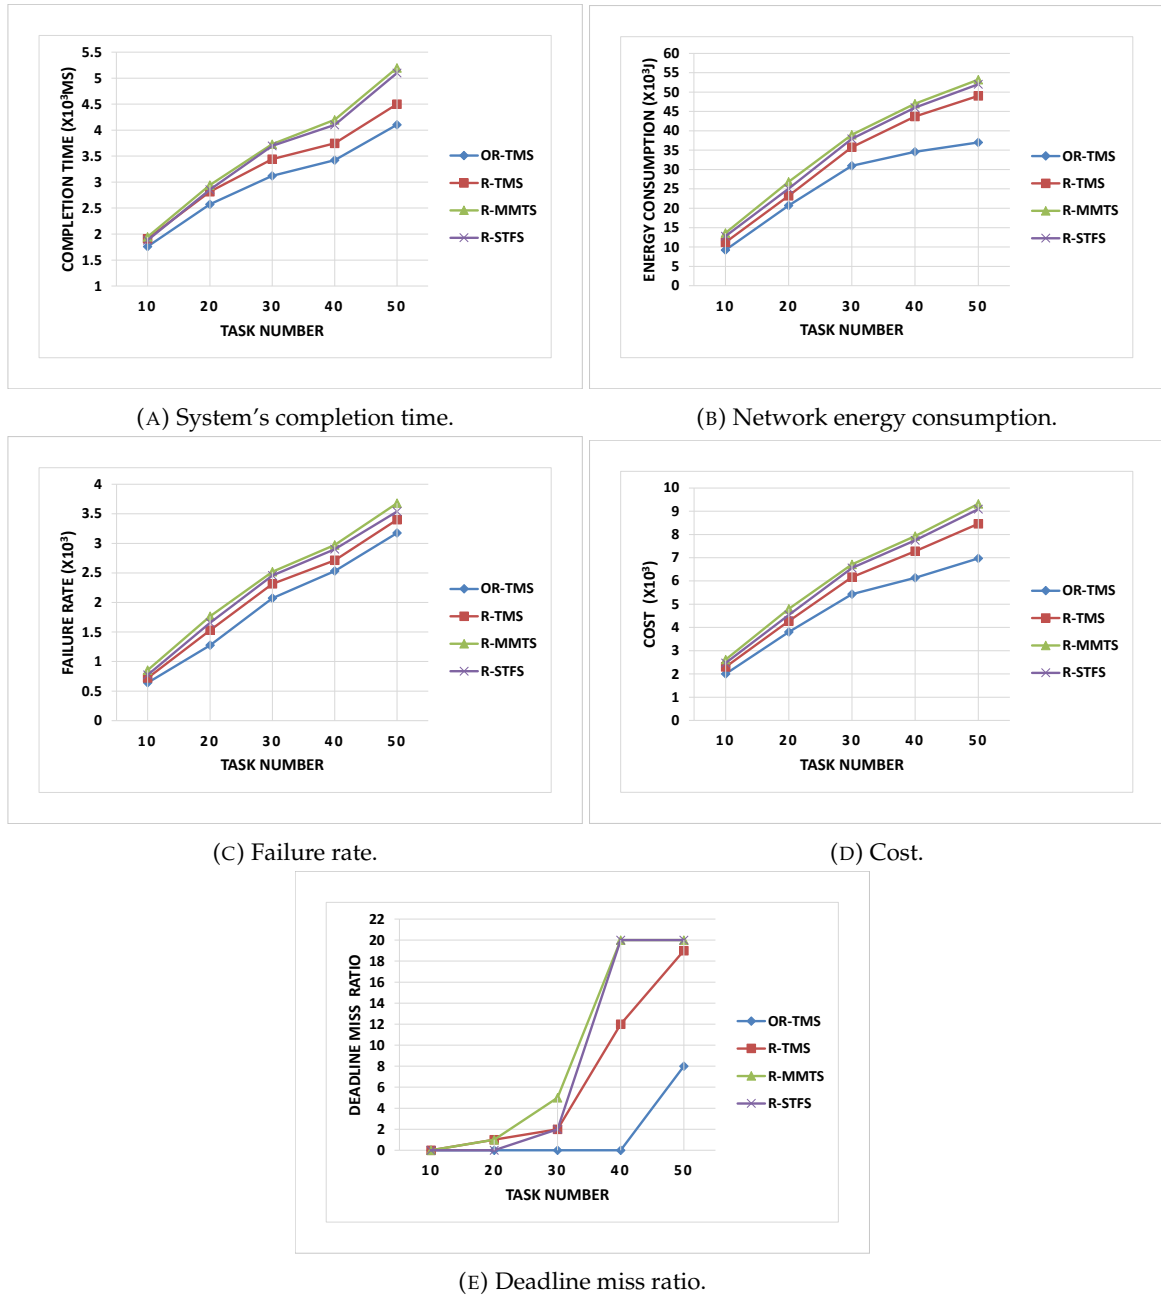 5.5
5
4.5
4
3.5
3
2.5
2
1.5
1
COMPLETION TIME (X10³MS)
10 20 30 40 50
TASK NUMBER
OR-TMS
R-TMS
R-MMTS
R-STFS
60
55
50
45
40
35
30
25
20
15
10
5
0
ENERGY CONSUMPTION (X10³J)
10 20 30 40 50
TASK NUMBER
OR-TMS
R-TMS
R-MMTS
R-STFS
(A) System's completion time.
(B) Network energy consumption.
4
3.5
3
2.5
2
1.5
1
0.5
0
FAILURE RATE (X10³)
10 20 30 40 50
TASK NUMBER
OR-TMS
R-TMS
R-MMTS
R-STFS
10
9
8
7
6
5
4
3
2
1
0
COST (X10³)
10 20 30 40 50
TASK NUMBER
OR-TMS
R-TMS
R-MMTS
R-STFS
(C) Failure rate.
(D) Cost.
22
20
18
16
14
12
10
8
6
4
2
0
DEADLINE MISS RATIO
10 20 30 40 50
TASK NUMBER
OR-TMS
R-TMS
R-MMTS
R-STFS
(E) Deadline miss ratio.